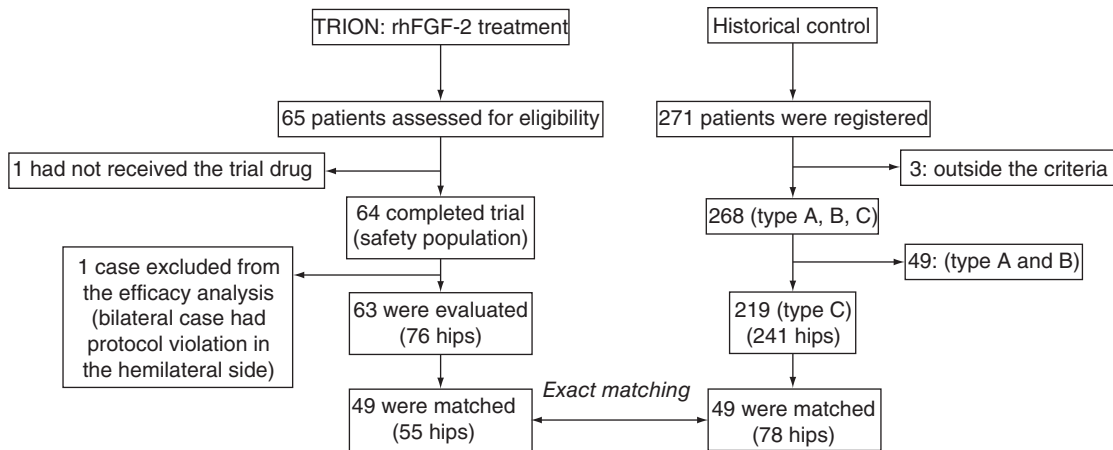 TRION: rhFGF-2 treatment
65 patients assessed for eligibility
1 had not received the trial drug
64 completed trial
(safety population)
1 case excluded from
the efficacy analysis
(bilateral case had
protocol violation in
the hemilateral side)
63 were evaluated
(76 hips)
49 were matched
(55 hips)
Exact matching
Historical control
271 patients were registered
3: outside the criteria
268 (type A, B, C)
49: (type A and B)
219 (type C)
(241 hips)
49 were matched
(78 hips)